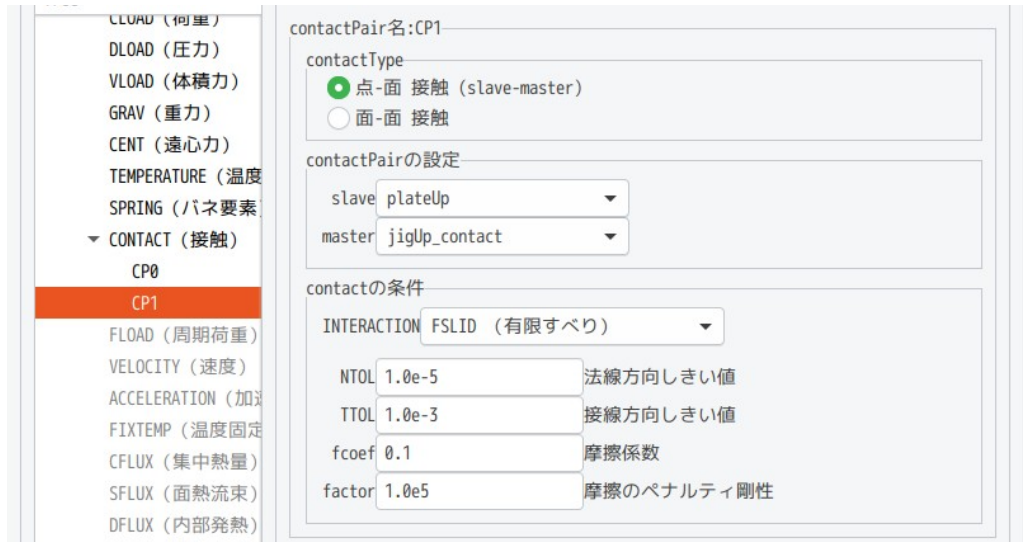 CLOAD (荷重)
DLOAD (圧力)
VLOAD (体積力)
GRAV (重力)
CENT (遠心力)
TEMPERATURE (温度
SPRING (バネ要素
CONTACT (接触)
CP0
CP1
FLOAD (周期荷重)
VELOCITY (速度)
ACCELERATION (加速
FIXTEMP (温度固定
CFLUX (集中熱量)
SFLUX (面熱流束)
DFLUX (内部発熱)
contactPair名:CP1
contactType
点-面 接触 (slave-master)
面-面 接触
contactPairの設定
slave plateUp
master jigUp_contact
contactの条件
INTERACTION FSLID (有限すべり)
NTOL 1.0e-5 法線方向しきい値
TTOL 1.0e-3 接線方向しきい値
fcoef 0.1 摩擦係数
factor 1.0e5 摩擦のペナルティ剛性